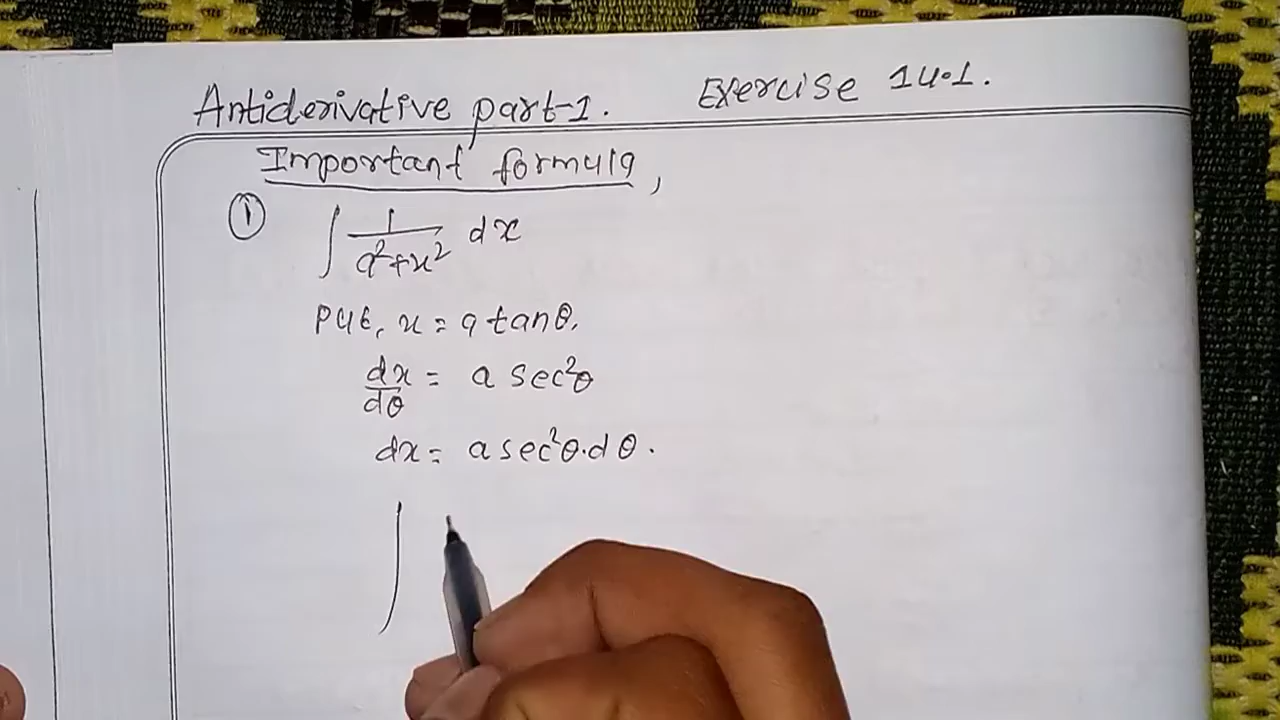 Antiderivative part-1. Exercise 14.1.
Important formula,
① ∫ 1/(a²+x²) dx
put, x = a tanθ.
dx/dθ = a sec²θ
dx = a sec²θ.dθ.
∫